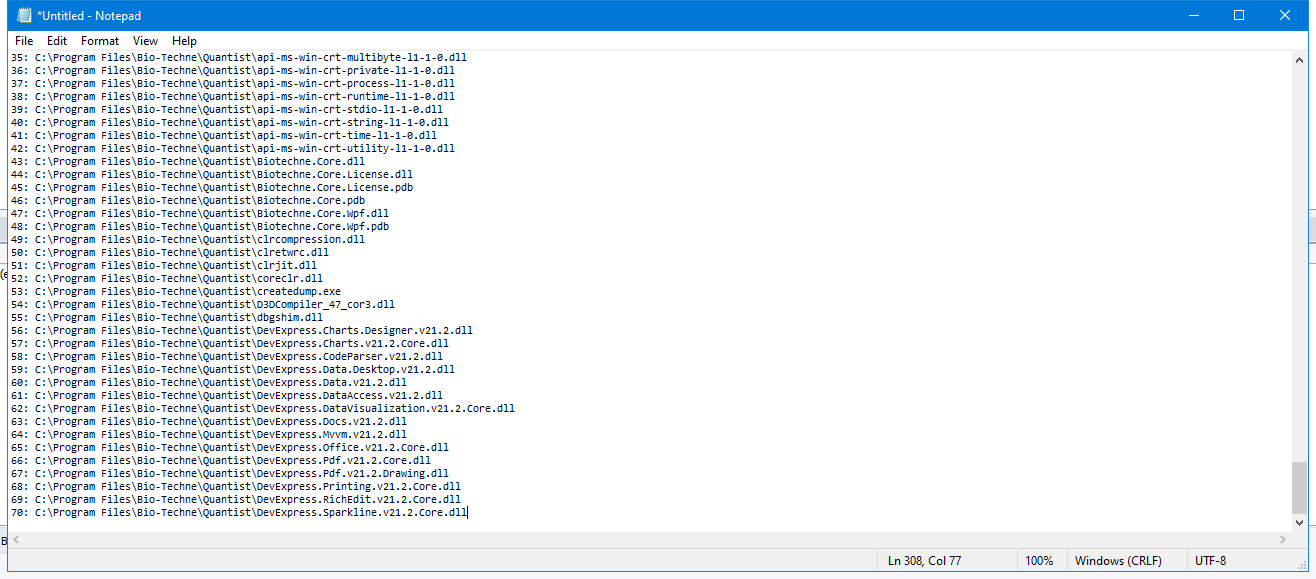 *Untitled - Notepad
File Edit Format View Help
35: C:\Program Files\Bio-Techne\Quantist\api-ms-win-crt-multibyte-l1-1-0.dll
36: C:\Program Files\Bio-Techne\Quantist\api-ms-win-crt-private-l1-1-0.dll
37: C:\Program Files\Bio-Techne\Quantist\api-ms-win-crt-process-l1-1-0.dll
38: C:\Program Files\Bio-Techne\Quantist\api-ms-win-crt-runtime-l1-1-0.dll
39: C:\Program Files\Bio-Techne\Quantist\api-ms-win-crt-stdio-l1-1-0.dll
40: C:\Program Files\Bio-Techne\Quantist\api-ms-win-crt-string-l1-1-0.dll
41: C:\Program Files\Bio-Techne\Quantist\api-ms-win-crt-time-l1-1-0.dll
42: C:\Program Files\Bio-Techne\Quantist\api-ms-win-crt-utility-l1-1-0.dll
43: C:\Program Files\Bio-Techne\Quantist\Biotechne.Core.dll
44: C:\Program Files\Bio-Techne\Quantist\Biotechne.Core.License.dll
45: C:\Program Files\Bio-Techne\Quantist\Biotechne.Core.License.pdb
46: C:\Program Files\Bio-Techne\Quantist\Biotechne.Core.pdb
47: C:\Program Files\Bio-Techne\Quantist\Biotechne.Core.Wpf.dll
48: C:\Program Files\Bio-Techne\Quantist\Biotechne.Core.Wpf.pdb
49: C:\Program Files\Bio-Techne\Quantist\clrcompression.dll
50: C:\Program Files\Bio-Techne\Quantist\clretwrc.dll
51: C:\Program Files\Bio-Techne\Quantist\clrjit.dll
52: C:\Program Files\Bio-Techne\Quantist\coreclr.dll
53: C:\Program Files\Bio-Techne\Quantist\createdump.exe
54: C:\Program Files\Bio-Techne\Quantist\D3DCompiler_47_cor3.dll
55: C:\Program Files\Bio-Techne\Quantist\dbgshim.dll
56: C:\Program Files\Bio-Techne\Quantist\DevExpress.Charts.Designer.v21.2.dll
57: C:\Program Files\Bio-Techne\Quantist\DevExpress.Charts.v21.2.Core.dll
58: C:\Program Files\Bio-Techne\Quantist\DevExpress.CodeParser.v21.2.dll
59: C:\Program Files\Bio-Techne\Quantist\DevExpress.Data.Desktop.v21.2.dll
60: C:\Program Files\Bio-Techne\Quantist\DevExpress.Data.v21.2.dll
61: C:\Program Files\Bio-Techne\Quantist\DevExpress.DataAccess.v21.2.dll
62: C:\Program Files\Bio-Techne\Quantist\DevExpress.DataVisualization.v21.2.Core.dll
63: C:\Program Files\Bio-Techne\Quantist\DevExpress.Docs.v21.2.dll
64: C:\Program Files\Bio-Techne\Quantist\DevExpress.Mvvm.v21.2.dll
65: C:\Program Files\Bio-Techne\Quantist\DevExpress.Office.v21.2.Core.dll
66: C:\Program Files\Bio-Techne\Quantist\DevExpress.Pdf.v21.2.Core.dll
67: C:\Program Files\Bio-Techne\Quantist\DevExpress.Pdf.v21.2.Drawing.dll
68: C:\Program Files\Bio-Techne\Quantist\DevExpress.Printing.v21.2.Core.dll
69: C:\Program Files\Bio-Techne\Quantist\DevExpress.RichEdit.v21.2.Core.dll
70: C:\Program Files\Bio-Techne\Quantist\DevExpress.Sparkline.v21.2.Core.dll
Ln 308, Col 77 100% Windows (CRLF) UTF-8